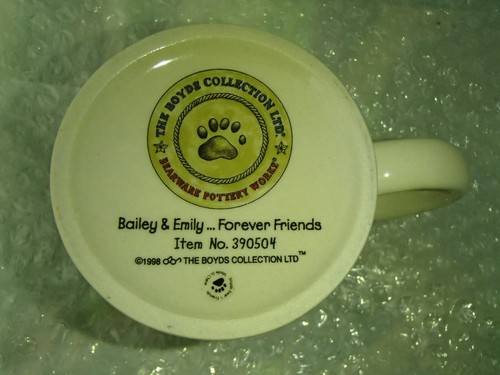 THE BOYDS COLLECTION LTD.®
BEARWARE POTTERY WORKS®
Bailey & Emily ... Forever Friends
Item No. 390504
©1998 THE BOYDS COLLECTION LTD™